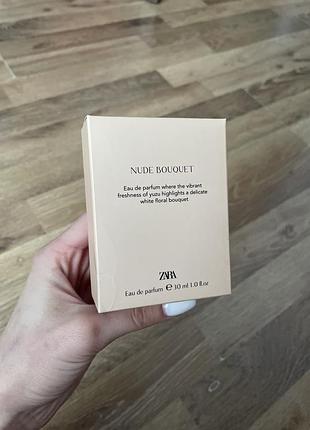 NUDE BOUQUET
Eau de parfum where the vibrant
freshness of yuzu highlights a delicate
white floral bouquet
ZARA
Eau de parfum ℮ 30 ml 1.0 fl.oz